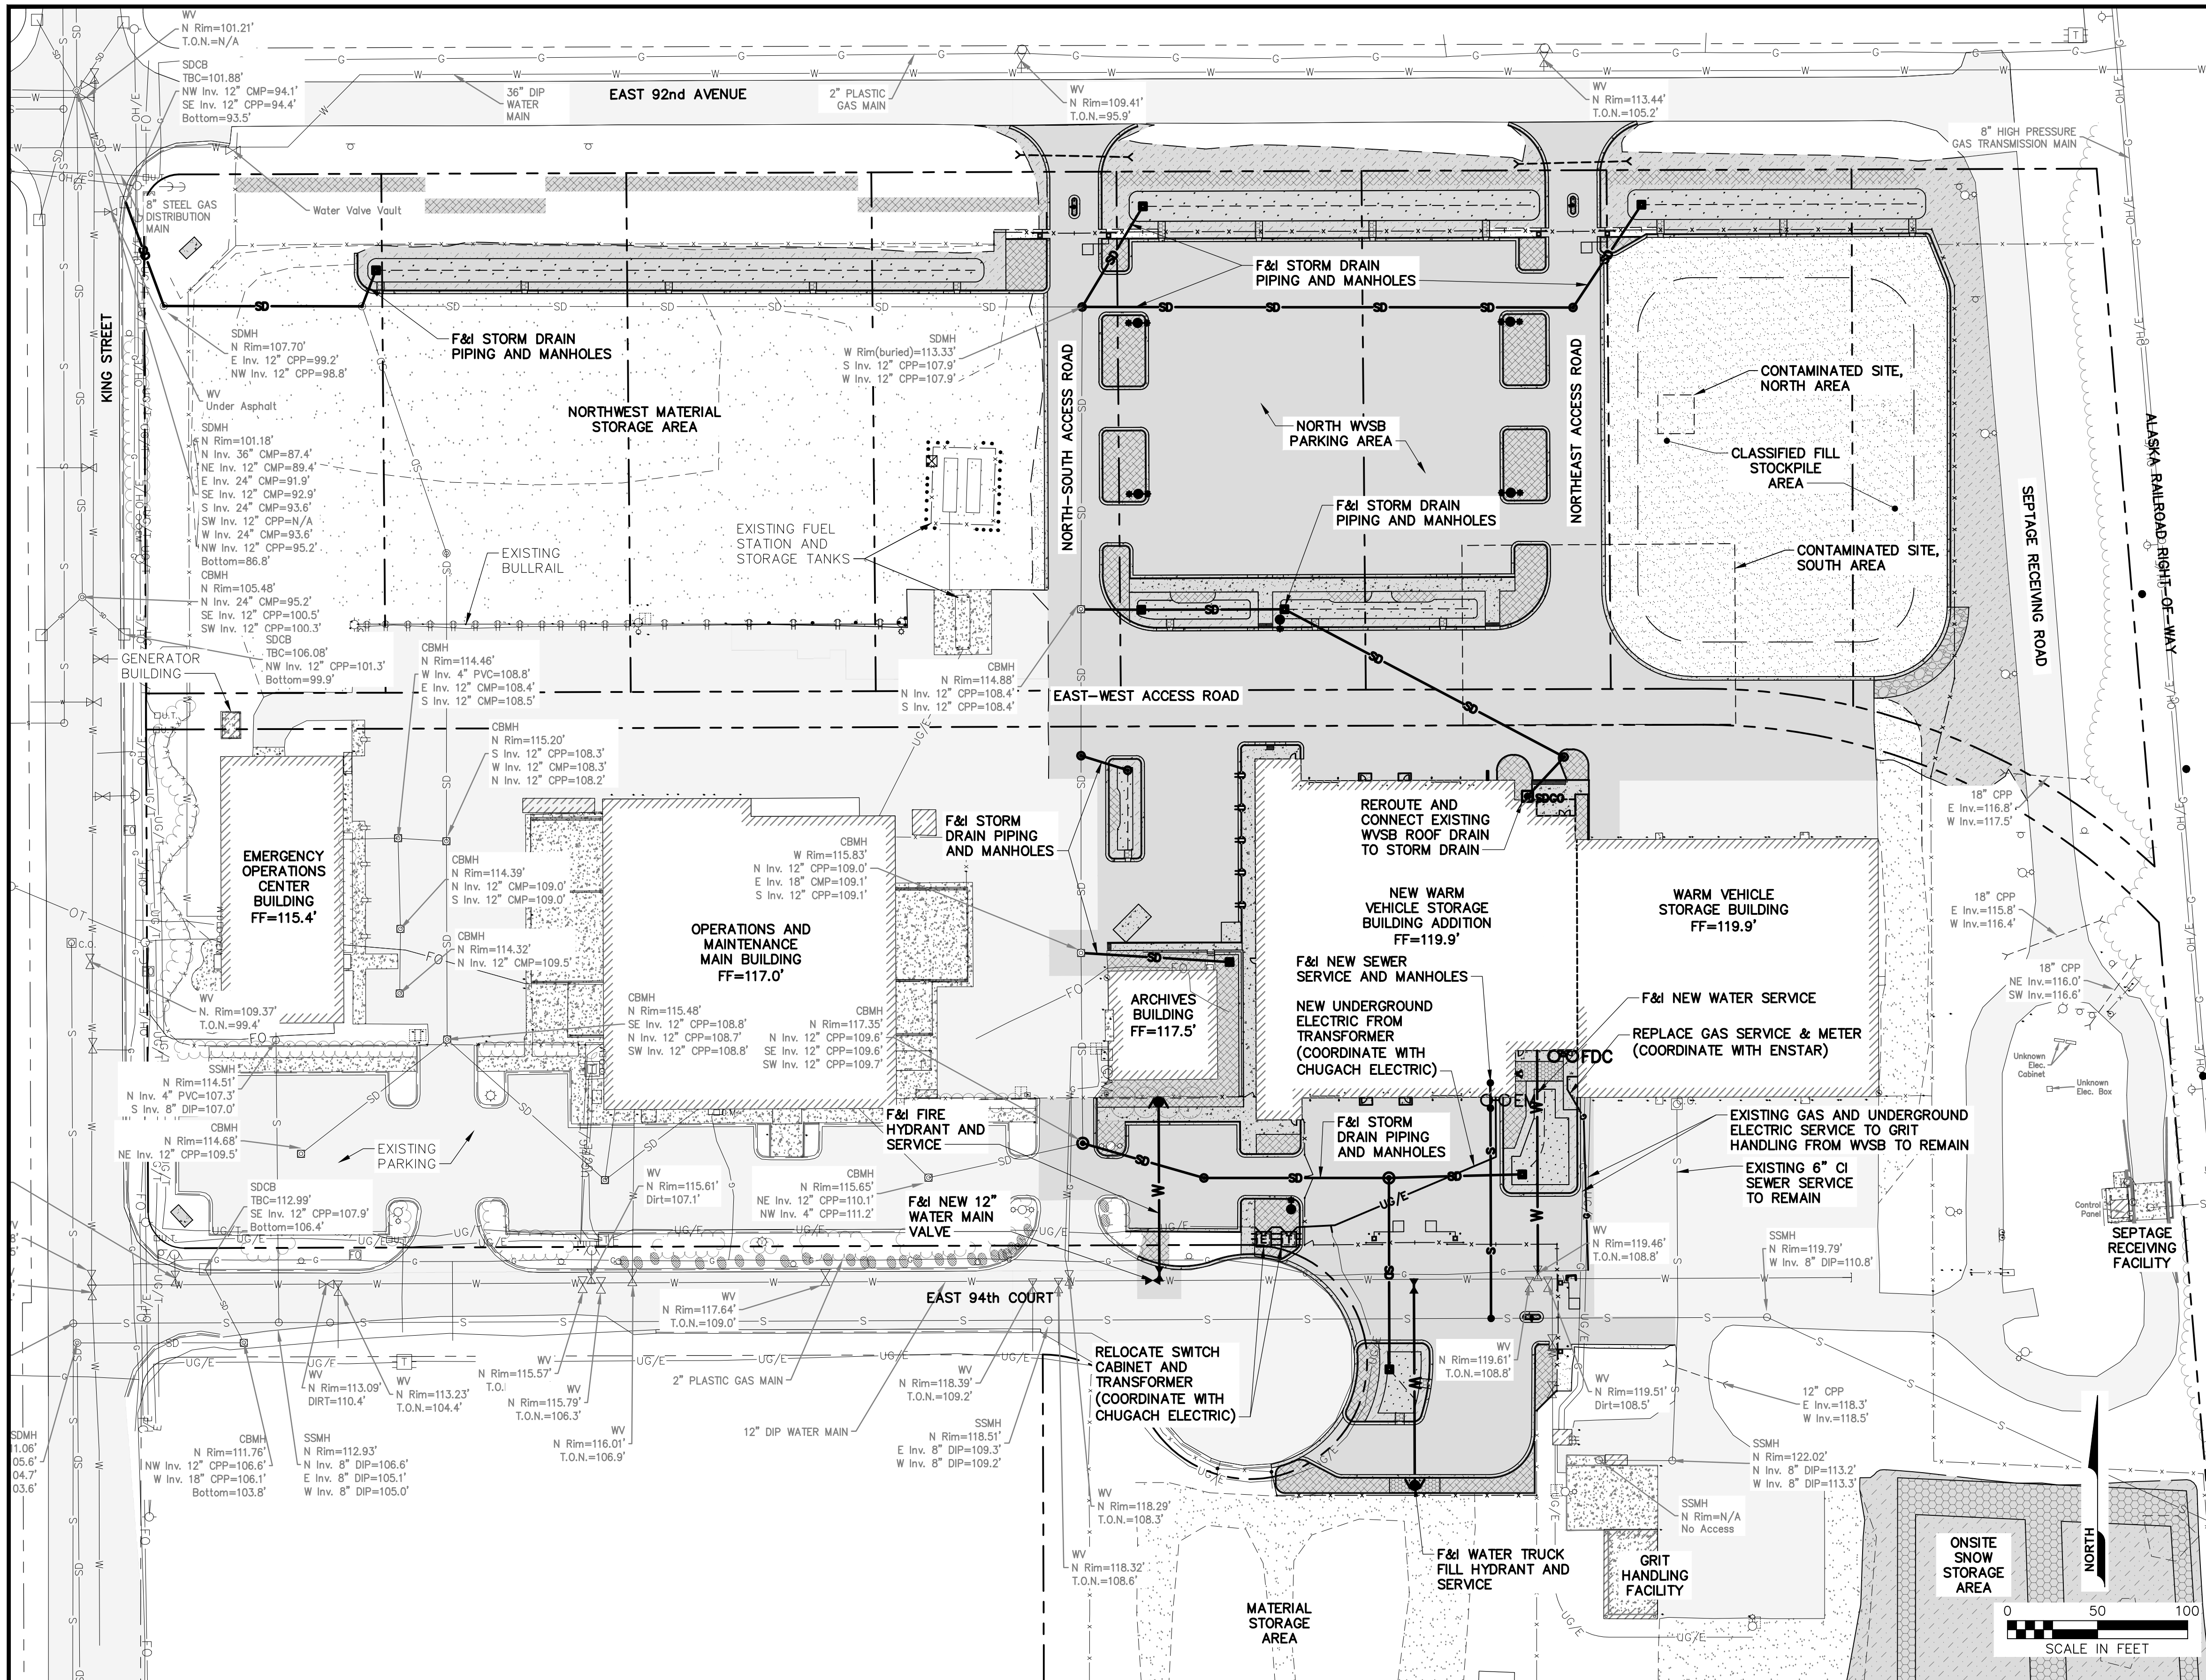 WV
N Rim=101.21'
T.O.N.=N/A
SDCB
TBC=101.88'
NW Inv. 12" CMP=94.1'
SE Inv. 12" CPP=94.4'
Bottom=93.5'
36" DIP
WATER
MAIN
EAST 92nd AVENUE
2" PLASTIC
GAS MAIN
WV
N Rim=109.41'
T.O.N.=95.9'
WV
N Rim=113.44'
T.O.N.=105.2'
8" HIGH PRESSURE
GAS TRANSMISSION MAIN
8" STEEL GAS
DISTRIBUTION
MAIN
Water Valve Vault
KING STREET
SDMH
N Rim=107.70'
E Inv. 12" CPP=99.2'
NW Inv. 12" CPP=98.8'
F&I STORM DRAIN
PIPING AND MANHOLES
WV
Under Asphalt
SDMH
N Rim=101.18'
N Inv. 36" CMP=87.4'
NE Inv. 12" CMP=89.4'
E Inv. 24" CMP=91.9'
SE Inv. 12" CMP=92.9'
S Inv. 24" CMP=93.6'
SW Inv. 12" CPP=N/A
W Inv. 24" CMP=93.6'
NW Inv. 12" CPP=95.2'
Bottom=86.8'
CBMH
N Rim=105.48'
N Inv. 24" CMP=95.2'
SE Inv. 12" CPP=100.5'
SW Inv. 12" CPP=100.3'
SDCB
TBC=106.08'
NW Inv. 12" CPP=101.3'
Bottom=99.9'
NORTHWEST MATERIAL
STORAGE AREA
EXISTING
BULLRAIL
EXISTING FUEL
STATION AND
STORAGE TANKS
SDMH
W Rim(buried)=113.33'
S Inv. 12" CPP=107.9'
W Inv. 12" CPP=107.9'
NORTH-SOUTH ACCESS ROAD
F&I STORM DRAIN
PIPING AND MANHOLES
NORTH WVSB
PARKING AREA
F&I STORM DRAIN
PIPING AND MANHOLES
NORTHEAST ACCESS ROAD
CONTAMINATED SITE,
NORTH AREA
CLASSIFIED FILL
STOCKPILE
AREA
CONTAMINATED SITE,
SOUTH AREA
SEPTAGE RECEIVING ROAD
ALASKA RAILROAD RIGHT-OF-WAY
GENERATOR
BUILDING
CBMH
N Rim=114.46'
W Inv. 4" PVC=108.8'
E Inv. 12" CMP=108.4'
S Inv. 12" CMP=108.5'
CBMH
N Rim=114.88'
N Inv. 12" CPP=108.4'
S Inv. 12" CPP=108.4'
EAST-WEST ACCESS ROAD
CBMH
N Rim=115.20'
S Inv. 12" CPP=108.3'
W Inv. 12" CMP=108.3'
N Inv. 12" CPP=108.2'
EMERGENCY
OPERATIONS
CENTER
BUILDING
FF=115.4'
CBMH
N Rim=114.39'
N Inv. 12" CMP=109.0'
S Inv. 12" CMP=109.0'
CBMH
N Rim=114.32'
N Inv. 12" CMP=109.5'
OPERATIONS AND
MAINTENANCE
MAIN BUILDING
FF=117.0'
CBMH
W Rim=115.83'
N Inv. 12" CPP=109.0'
E Inv. 18" CMP=109.1'
S Inv. 12" CPP=109.1'
F&I STORM
DRAIN PIPING
AND MANHOLES
CBMH
N Rim=115.48'
SE Inv. 12" CPP=108.8'
N Inv. 12" CPP=108.7'
SW Inv. 12" CPP=108.8'
CBMH
N Rim=117.35'
N Inv. 12" CPP=109.6'
SE Inv. 12" CPP=109.6'
SW Inv. 12" CPP=109.7'
ARCHIVES
BUILDING
FF=117.5'
REROUTE AND
CONNECT EXISTING
WVSB ROOF DRAIN
TO STORM DRAIN
SDCO
NEW WARM
VEHICLE STORAGE
BUILDING ADDITION
FF=119.9'
WARM VEHICLE
STORAGE BUILDING
FF=119.9'
F&I NEW SEWER
SERVICE AND MANHOLES
NEW UNDERGROUND
ELECTRIC FROM
TRANSFORMER
(COORDINATE WITH
CHUGACH ELECTRIC)
F&I NEW WATER SERVICE
REPLACE GAS SERVICE & METER
(COORDINATE WITH ENSTAR)
FDC
18" CPP
E Inv.=116.8'
W Inv.=117.5'
18" CPP
E Inv.=115.8'
W Inv.=116.4'
18" CPP
NE Inv.=116.0'
SW Inv.=116.6'
Unknown
Elec.
Cabinet
Unknown
Elec. Box
WV
N. Rim=109.37'
T.O.N.=99.4'
SSMH
N Rim=114.51'
N Inv. 4" PVC=107.3'
S Inv. 8" DIP=107.0'
CBMH
N Rim=114.68'
NE Inv. 12" CPP=109.5'
EXISTING
PARKING
SDCB
TBC=112.99'
SE Inv. 12" CPP=107.9'
Bottom=106.4'
WV
N Rim=115.61'
Dirt=107.1'
F&I FIRE
HYDRANT AND
SERVICE
CBMH
N Rim=115.65'
NE Inv. 12" CPP=110.1'
NW Inv. 4" CPP=111.2'
F&I NEW 12"
WATER MAIN
VALVE
F&I STORM
DRAIN PIPING
AND MANHOLES
EXISTING GAS AND UNDERGROUND
ELECTRIC SERVICE TO GRIT
HANDLING FROM WVSB TO REMAIN
EXISTING 6" CI
SEWER SERVICE
TO REMAIN
Control
Panel
SEPTAGE
RECEIVING
FACILITY
WV
N Rim=119.46'
T.O.N.=108.8'
SSMH
N Rim=119.79'
W Inv. 8" DIP=110.8'
WV
N Rim=117.64'
T.O.N.=109.0'
EAST 94th COURT
WV
N Rim=113.09'
DIRT=110.4'
WV
N Rim=113.23'
T.O.N.=104.4'
WV
N Rim=115.57'
WV
N Rim=115.79'
T.O.N.=106.3'
2" PLASTIC GAS MAIN
WV
N Rim=118.39'
T.O.N.=109.2'
RELOCATE SWITCH
CABINET AND
TRANSFORMER
(COORDINATE WITH
CHUGACH ELECTRIC)
WV
N Rim=119.61'
T.O.N.=108.8'
WV
N Rim=119.51'
Dirt=108.5'
12" CPP
E Inv.=118.3'
W Inv.=118.5'
CBMH
N Rim=111.76'
NW Inv. 12" CPP=106.6'
W Inv. 18" CPP=106.1'
Bottom=103.8'
SSMH
N Rim=112.93'
N Inv. 8" DIP=106.6'
E Inv. 8" DIP=105.1'
W Inv. 8" DIP=105.0'
WV
N Rim=116.01'
T.O.N.=106.9'
12" DIP WATER MAIN
SSMH
N Rim=118.51'
E Inv. 8" DIP=109.3'
W Inv. 8" DIP=109.2'
WV
N Rim=118.29'
T.O.N.=108.3'
WV
N Rim=118.32'
T.O.N.=108.6'
SSMH
N Rim=122.02'
N Inv. 8" DIP=113.2'
W Inv. 8" DIP=113.3'
SSMH
N Rim=N/A
No Access
F&I WATER TRUCK
FILL HYDRANT AND
SERVICE
GRIT
HANDLING
FACILITY
MATERIAL
STORAGE
AREA
ONSITE
SNOW
STORAGE
AREA
NORTH
0 50 100
SCALE IN FEET